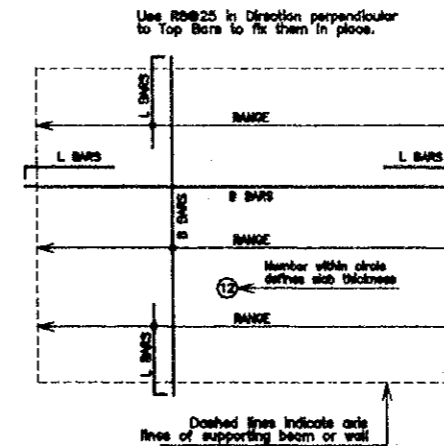 Use RB@25 in Direction perpendicular
to Top Bars to fix them in place.
L BARS
RANGE
L BARS
L BARS
B BARS
B BARS
RANGE
Number within circle
defines slab thickness
12
RANGE
L BARS
Dashed lines indicate axis
lines of supporting beam or wall